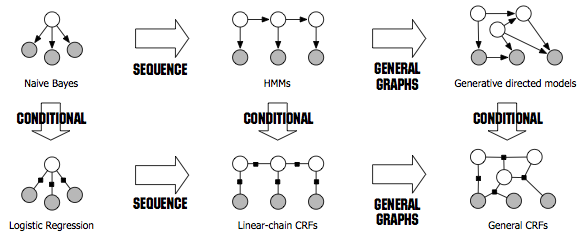 SEQUENCE
GENERAL
GRAPHS
Naive Bayes
HMMs
Generative directed models
CONDITIONAL
CONDITIONAL
CONDITIONAL
SEQUENCE
GENERAL
GRAPHS
Logistic Regression
Linear-chain CRFs
General CRFs